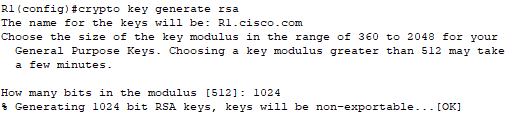 R1(config)#crypto key generate rsa
The name for the keys will be: R1.cisco.com
Choose the size of the key modulus in the range of 360 to 2048 for your
  General Purpose Keys. Choosing a key modulus greater than 512 may take
  a few minutes.

How many bits in the modulus [512]: 1024
% Generating 1024 bit RSA keys, keys will be non-exportable...[OK]